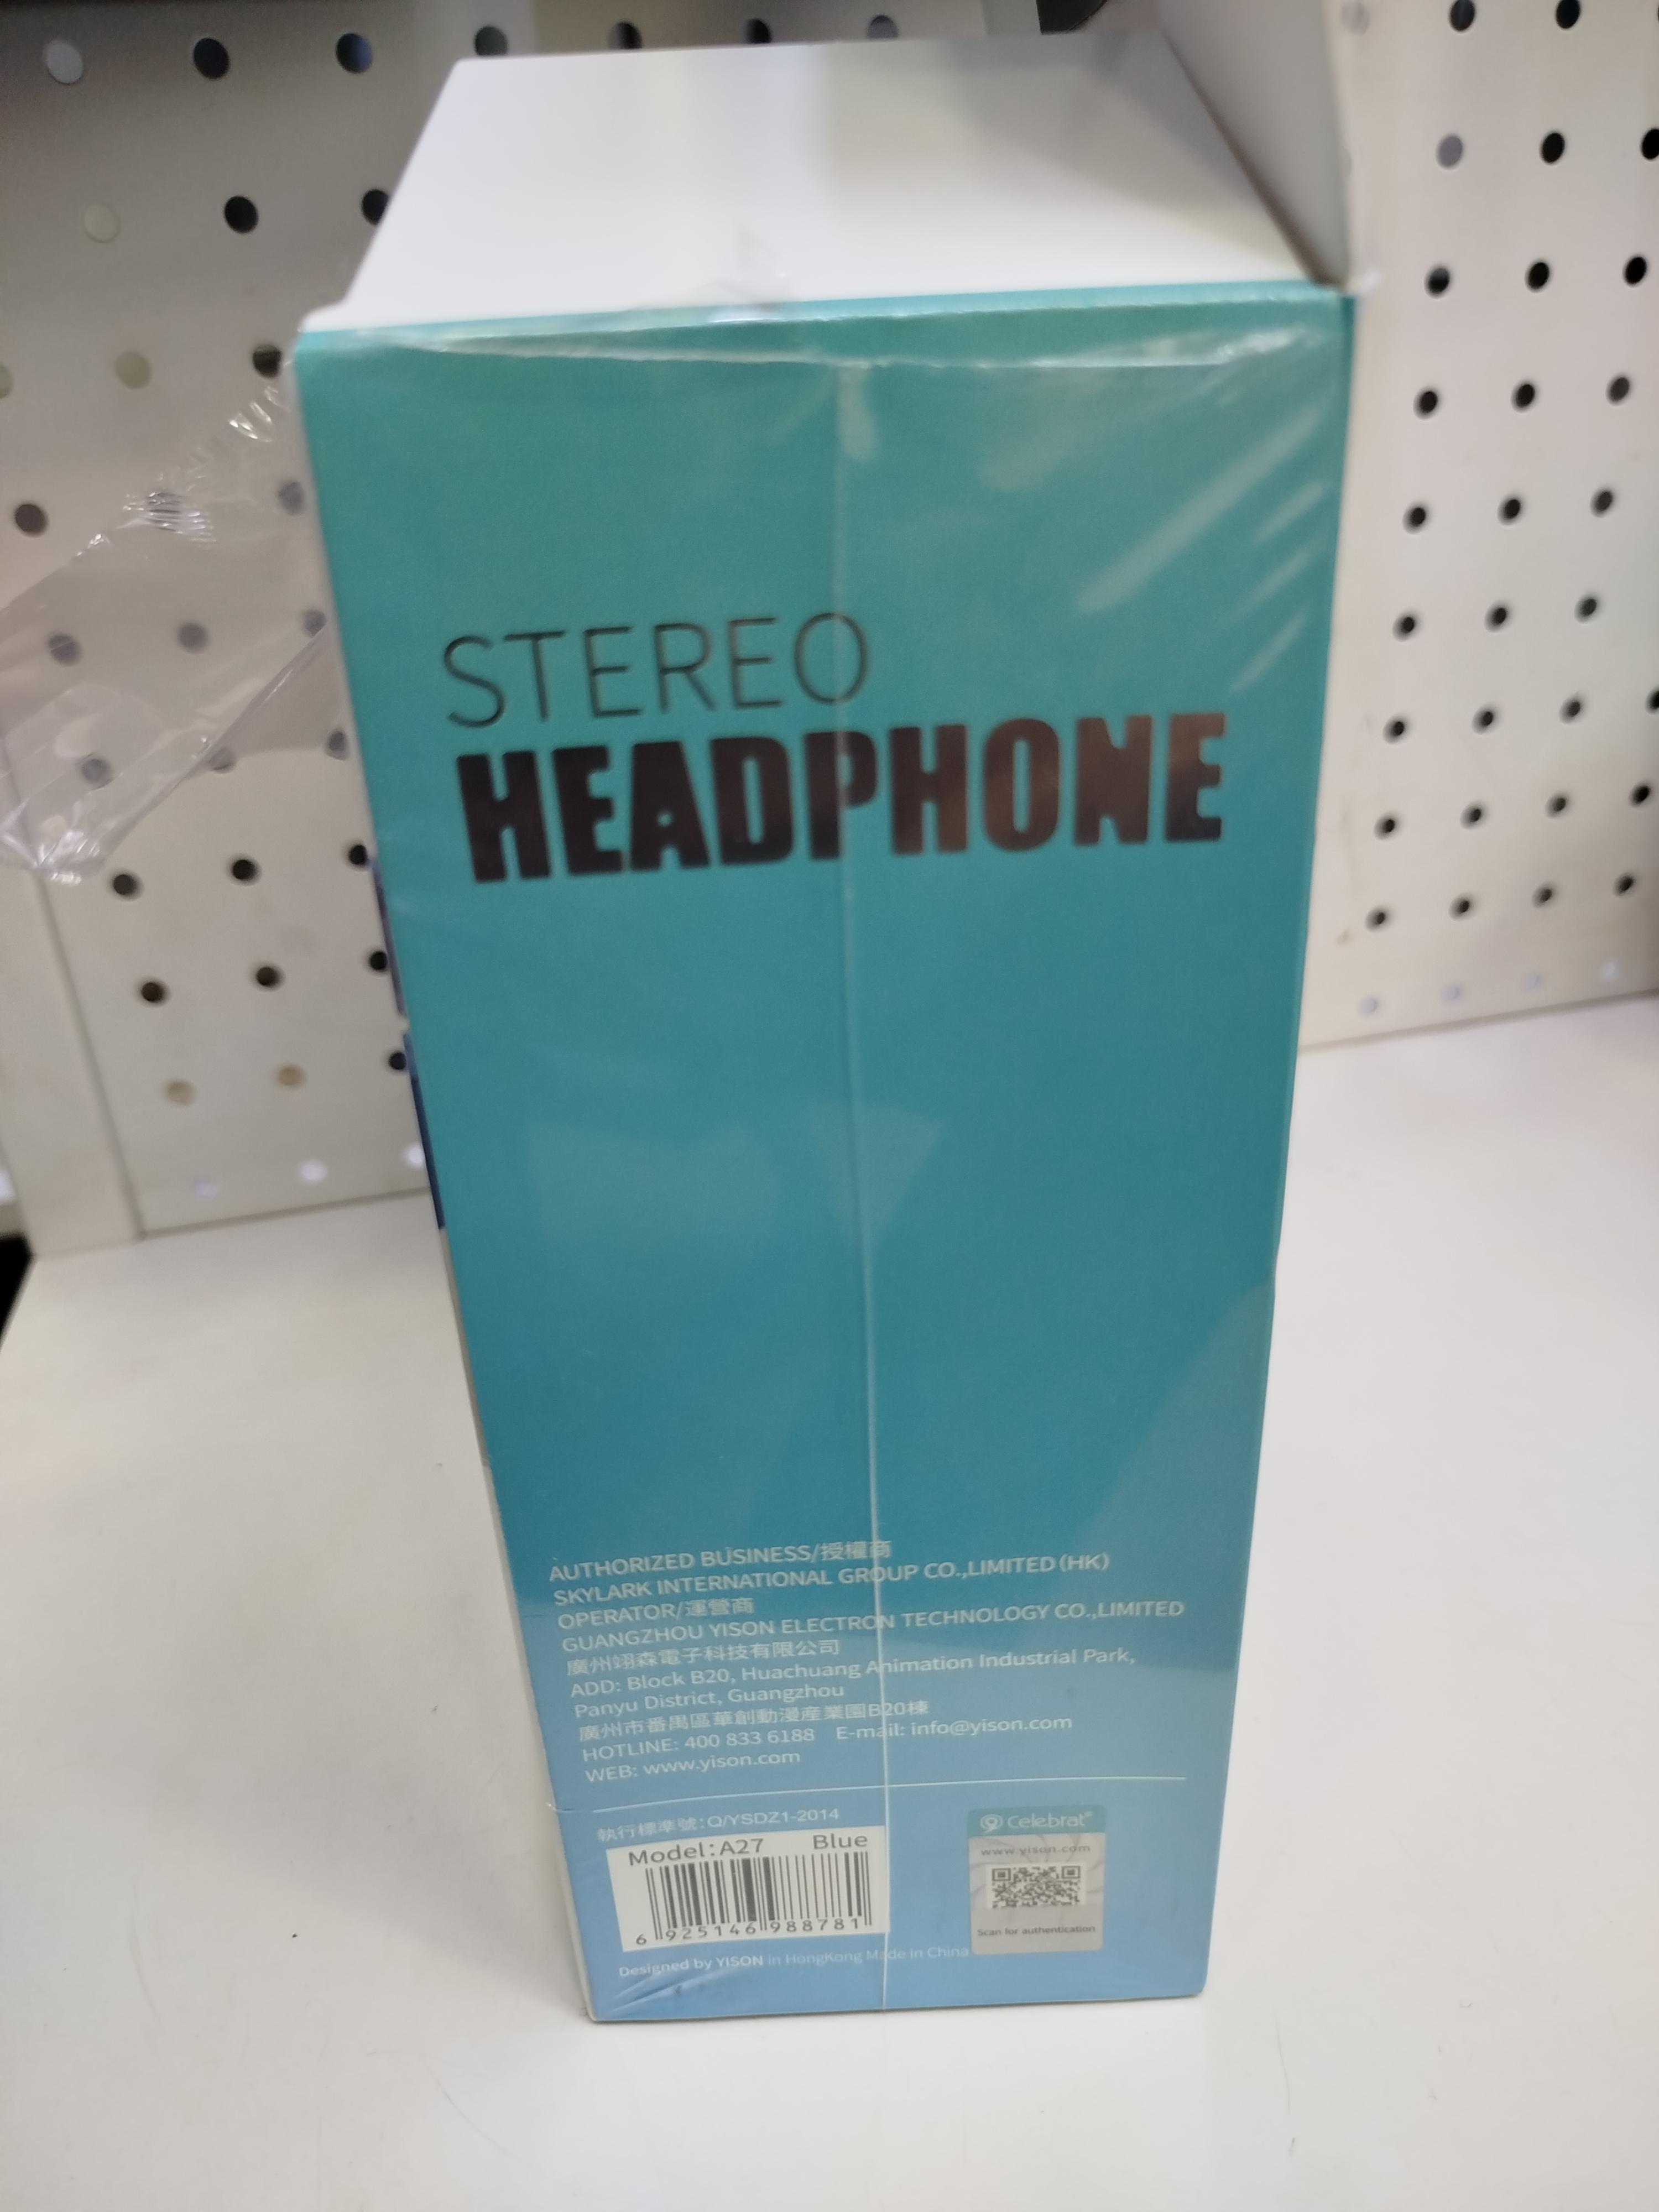 STEREO
HEADPHONE
AUTHORIZED BUSINESS/授權商
SKYLARK INTERNATIONAL GROUP CO.,LIMITED (HK)
OPERATOR/運營商
GUANGZHOU YISON ELECTRON TECHNOLOGY CO.,LIMITED
廣州翊森電子科技有限公司
ADD: Block B20, Huachuang Animation Industrial Park,
Panyu District, Guangzhou
廣州市番禺區華創動漫産業園B20棟
HOTLINE: 400 833 6188 E-mail: info@yison.com
WEB: www.yison.com
執行標準號: Q/YSDZ1-2014
Model: A27 Blue
6 925146 988781
Designed by YISON in HongKong Made in China
Celebrat®
www.yison.com
Scan for authentication